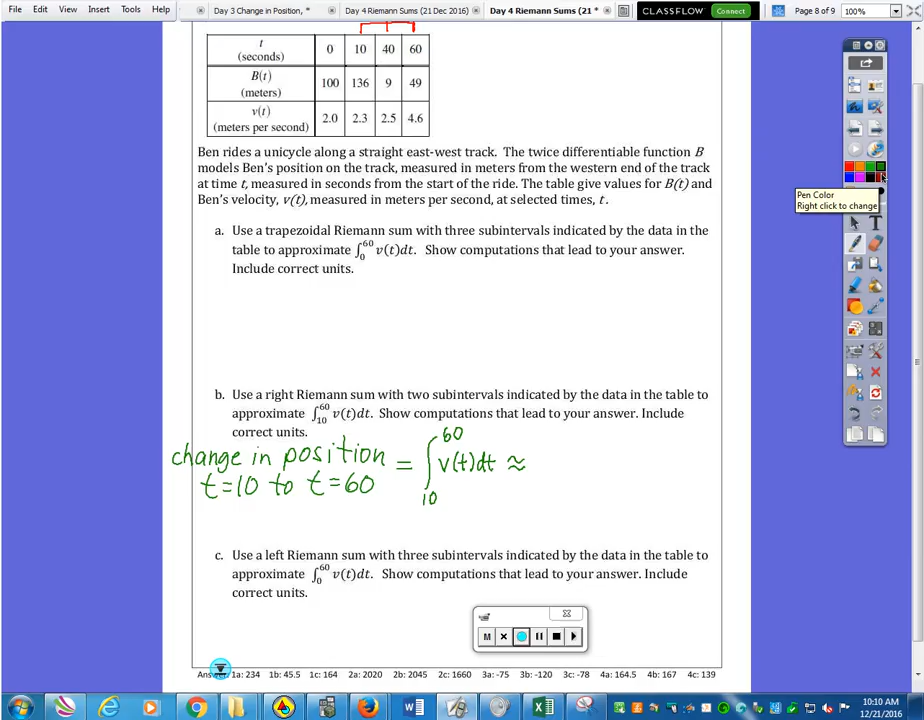 File Edit View Insert Tools Help
Day 3 Change in Position, *
Day 4 Riemann Sums (21 Dec 2016)
Day 4 Riemann Sums (21 *
CLASSFLOW Connect
Page 8 of 9
100%
t (seconds) 0 10 40 60
B(t) (meters) 100 136 9 49
v(t) (meters per second) 2.0 2.3 2.5 4.6
Ben rides a unicycle along a straight east-west track. The twice differentiable function B
models Ben's position on the track, measured in meters from the western end of the track
at time t, measured in seconds from the start of the ride. The table give values for B(t) and
Ben's velocity, v(t), measured in meters per second, at selected times, t.
Pen Color
Right click to change
a. Use a trapezoidal Riemann sum with three subintervals indicated by the data in the
table to approximate ∫₀⁶⁰ v(t)dt. Show computations that lead to your answer.
Include correct units.
b. Use a right Riemann sum with two subintervals indicated by the data in the table to
approximate ∫₁₀⁶⁰ v(t)dt. Show computations that lead to your answer. Include
correct units.
change in position = ∫₁₀⁶⁰ v(t)dt ≈
t=10 to t=60
c. Use a left Riemann sum with three subintervals indicated by the data in the table to
approximate ∫₀⁶⁰ v(t)dt. Show computations that lead to your answer. Include
correct units.
M
1a: 234 1b: 45.5 1c: 164 2a: 2020 2b: 2045 2c: 1660 3a: -75 3b: -120 3c: -78 4a: 164.5 4b: 167 4c: 139
10:10 AM
12/21/2016